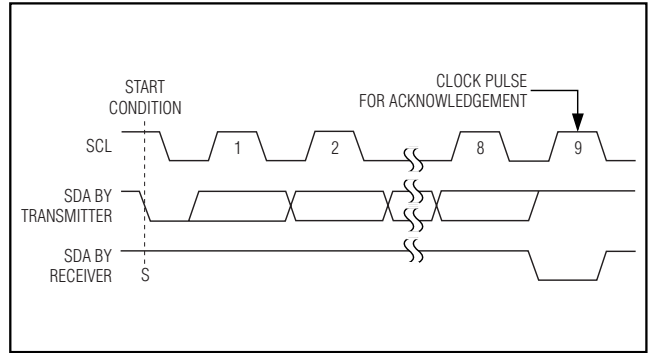 START
CONDITION
CLOCK PULSE
FOR ACKNOWLEDGEMENT
SCL
1
2
8
9
SDA BY
TRANSMITTER
SDA BY
RECEIVER
S